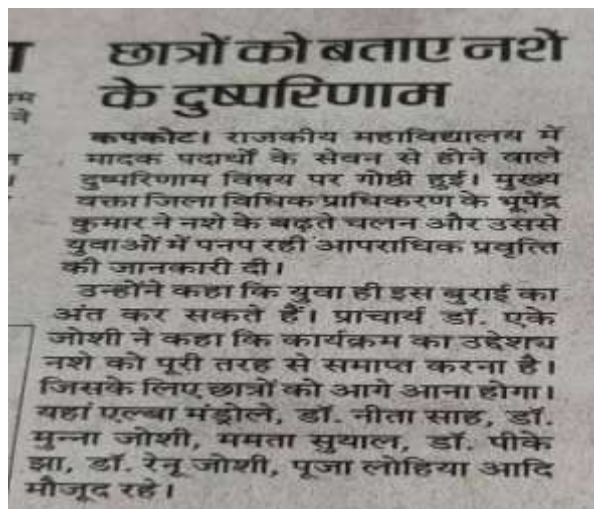 छात्रों को बताए नशे
के दुष्परिणाम
कपकोट। राजकीय महाविद्यालय में
मादक पदार्थों के सेवन से होने वाले
दुष्परिणाम विषय पर गोष्ठी हुई। मुख्य
वक्ता जिला विधिक प्राधिकरण के भूपेंद्र
कुमार ने नशे के बढ़ते चलन और उससे
युवाओं में पनप रही आपराधिक प्रवृत्ति
की जानकारी दी।
उन्होंने कहा कि युवा ही इस बुराई का
अंत कर सकते हैं। प्राचार्य डॉ. एके
जोशी ने कहा कि कार्यक्रम का उद्देशय
नशे को पूरी तरह से समाप्त करना है।
जिसके लिए छात्रों को आगे आना होगा।
यहां एल्बा मंड्रोले, डॉ. नीता साह, डॉ.
मुन्ना जोशी, ममता सुयाल, डॉ. पीके
झा, डॉ. रेनू जोशी, पूजा लोहिया आदि
मौजूद रहे।